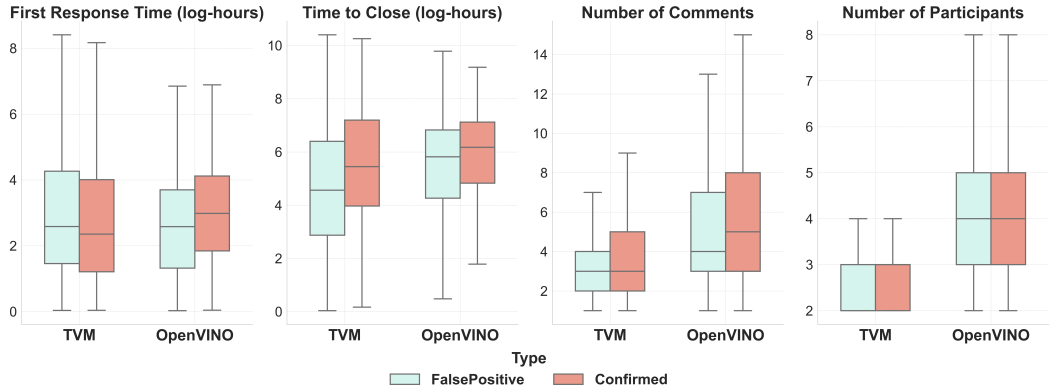 First Response Time (log-hours)
8
6
4
2
0
TVM OpenVINO
Time to Close (log-hours)
10
8
6
4
2
0
TVM OpenVINO
Number of Comments
14
12
10
8
6
4
2
TVM OpenVINO
Number of Participants
8
7
6
5
4
3
2
TVM OpenVINO
Type
FalsePositive Confirmed